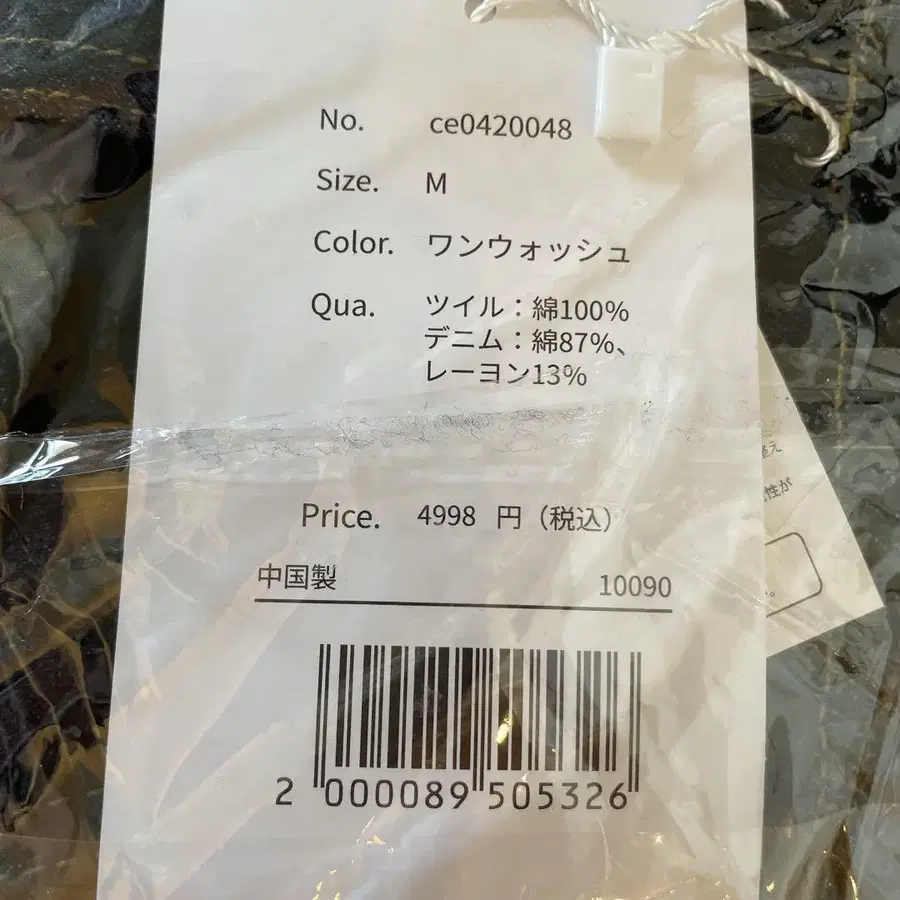 No. ce0420048
Size. M
Color. ワンウォッシュ
Qua. ツイル：綿100%
デニム：綿87%、
レーヨン13%
Price. 4998 円（税込）
中国製 10090
2 000089 505326
性が